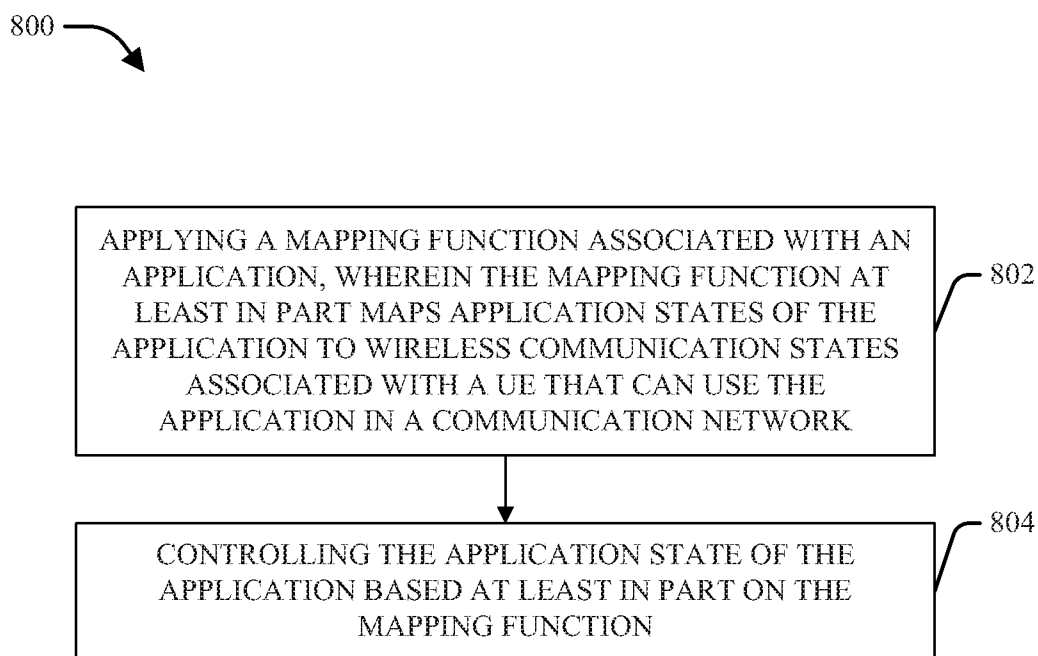 800
APPLYING A MAPPING FUNCTION ASSOCIATED WITH AN
APPLICATION, WHEREIN THE MAPPING FUNCTION AT
LEAST IN PART MAPS APPLICATION STATES OF THE
APPLICATION TO WIRELESS COMMUNICATION STATES
ASSOCIATED WITH A UE THAT CAN USE THE
APPLICATION IN A COMMUNICATION NETWORK
802
CONTROLLING THE APPLICATION STATE OF THE
APPLICATION BASED AT LEAST IN PART ON THE
MAPPING FUNCTION
804